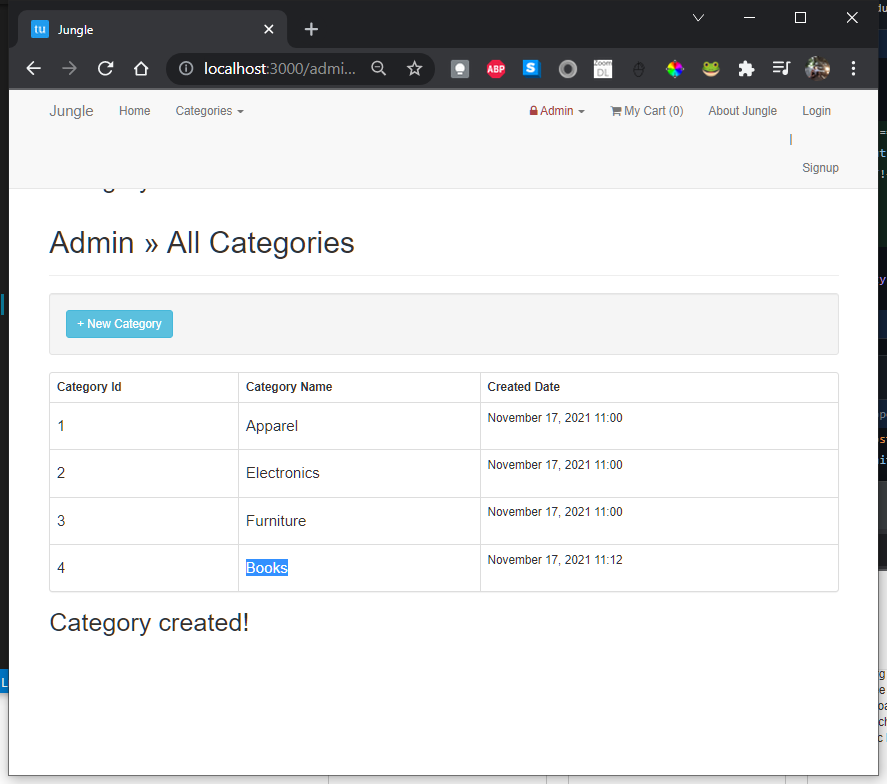 tu Jungle
localhost:3000/admi...
ABP S Zoom DL
Jungle Home Categories Admin My Cart (0) About Jungle Login
|
Signup
Admin » All Categories
+ New Category
Category Id Category Name Created Date
1 Apparel November 17, 2021 11:00
2 Electronics November 17, 2021 11:00
3 Furniture November 17, 2021 11:00
4 Books November 17, 2021 11:12
Category created!